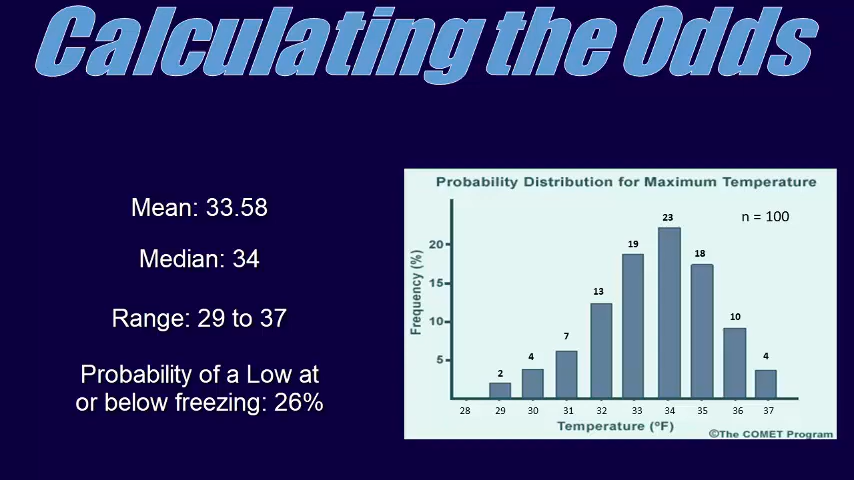 Calculating the Odds
Mean: 33.58
Median: 34
Range: 29 to 37
Probability of a Low at
or below freezing: 26%
Probability Distribution for Maximum Temperature
n = 100
Frequency (%)
20
15
10
5
2
4
7
13
19
23
18
10
4
28 29 30 31 32 33 34 35 36 37
Temperature (ºF)
©The COMET Program